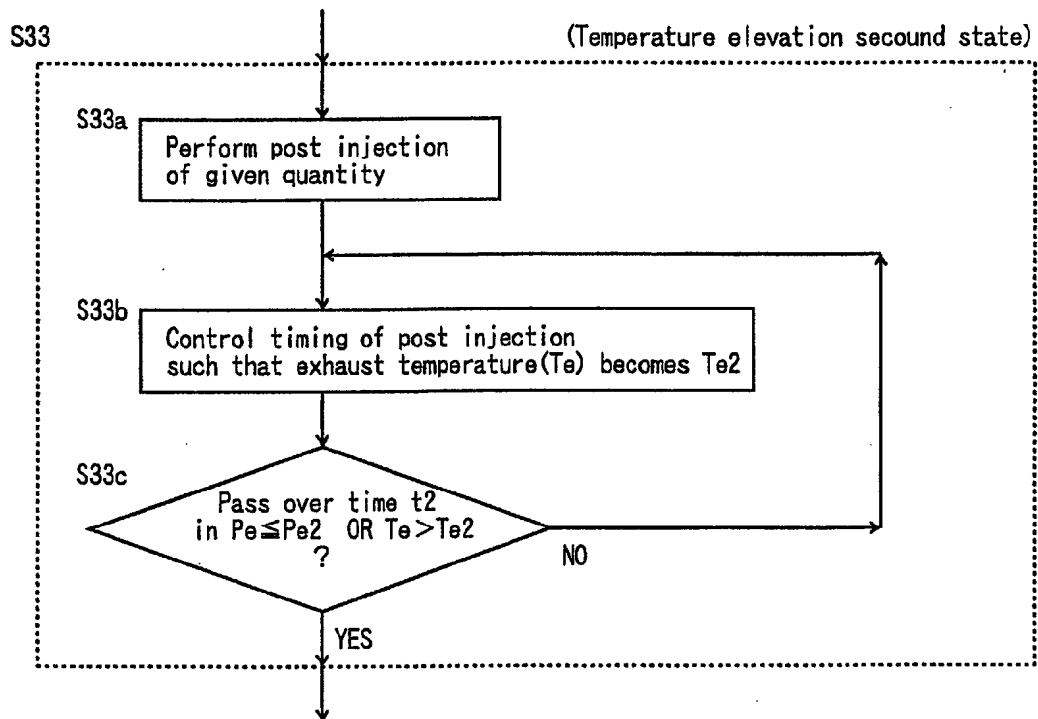 S33
(Temperature elevation secound state)
S33a
Perform post injection
of given quantity
S33b
Control timing of post injection
such that exhaust temperature(Te) becomes Te2
S33c
Pass over time t2
in Pe≦Pe2 OR Te>Te2
?
NO
YES